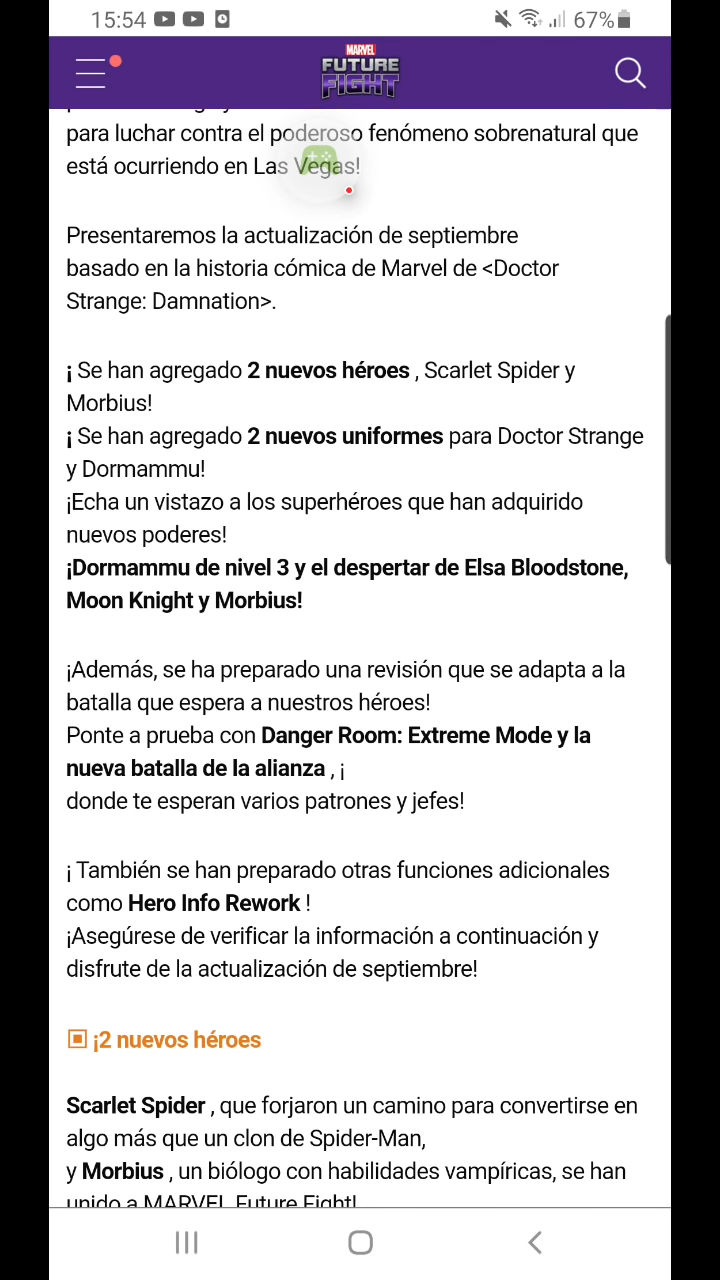 15:54
67%
MARVEL
FUTURE
FIGHT
para luchar contra el poderoso fenómeno sobrenatural que
está ocurriendo en Las Vegas!
Presentaremos la actualización de septiembre
basado en la historia cómica de Marvel de <Doctor
Strange: Damnation>.
¡ Se han agregado 2 nuevos héroes , Scarlet Spider y
Morbius!
¡ Se han agregado 2 nuevos uniformes para Doctor Strange
y Dormammu!
¡Echa un vistazo a los superhéroes que han adquirido
nuevos poderes!
¡Dormammu de nivel 3 y el despertar de Elsa Bloodstone,
Moon Knight y Morbius!
¡Además, se ha preparado una revisión que se adapta a la
batalla que espera a nuestros héroes!
Ponte a prueba con Danger Room: Extreme Mode y la
nueva batalla de la alianza , ¡
donde te esperan varios patrones y jefes!
¡ También se han preparado otras funciones adicionales
como Hero Info Rework !
¡Asegúrese de verificar la información a continuación y
disfrute de la actualización de septiembre!
▣ ¡2 nuevos héroes
Scarlet Spider , que forjaron un camino para convertirse en
algo más que un clon de Spider-Man,
y Morbius , un biólogo con habilidades vampíricas, se han
unido a MARVEL Future Fight!